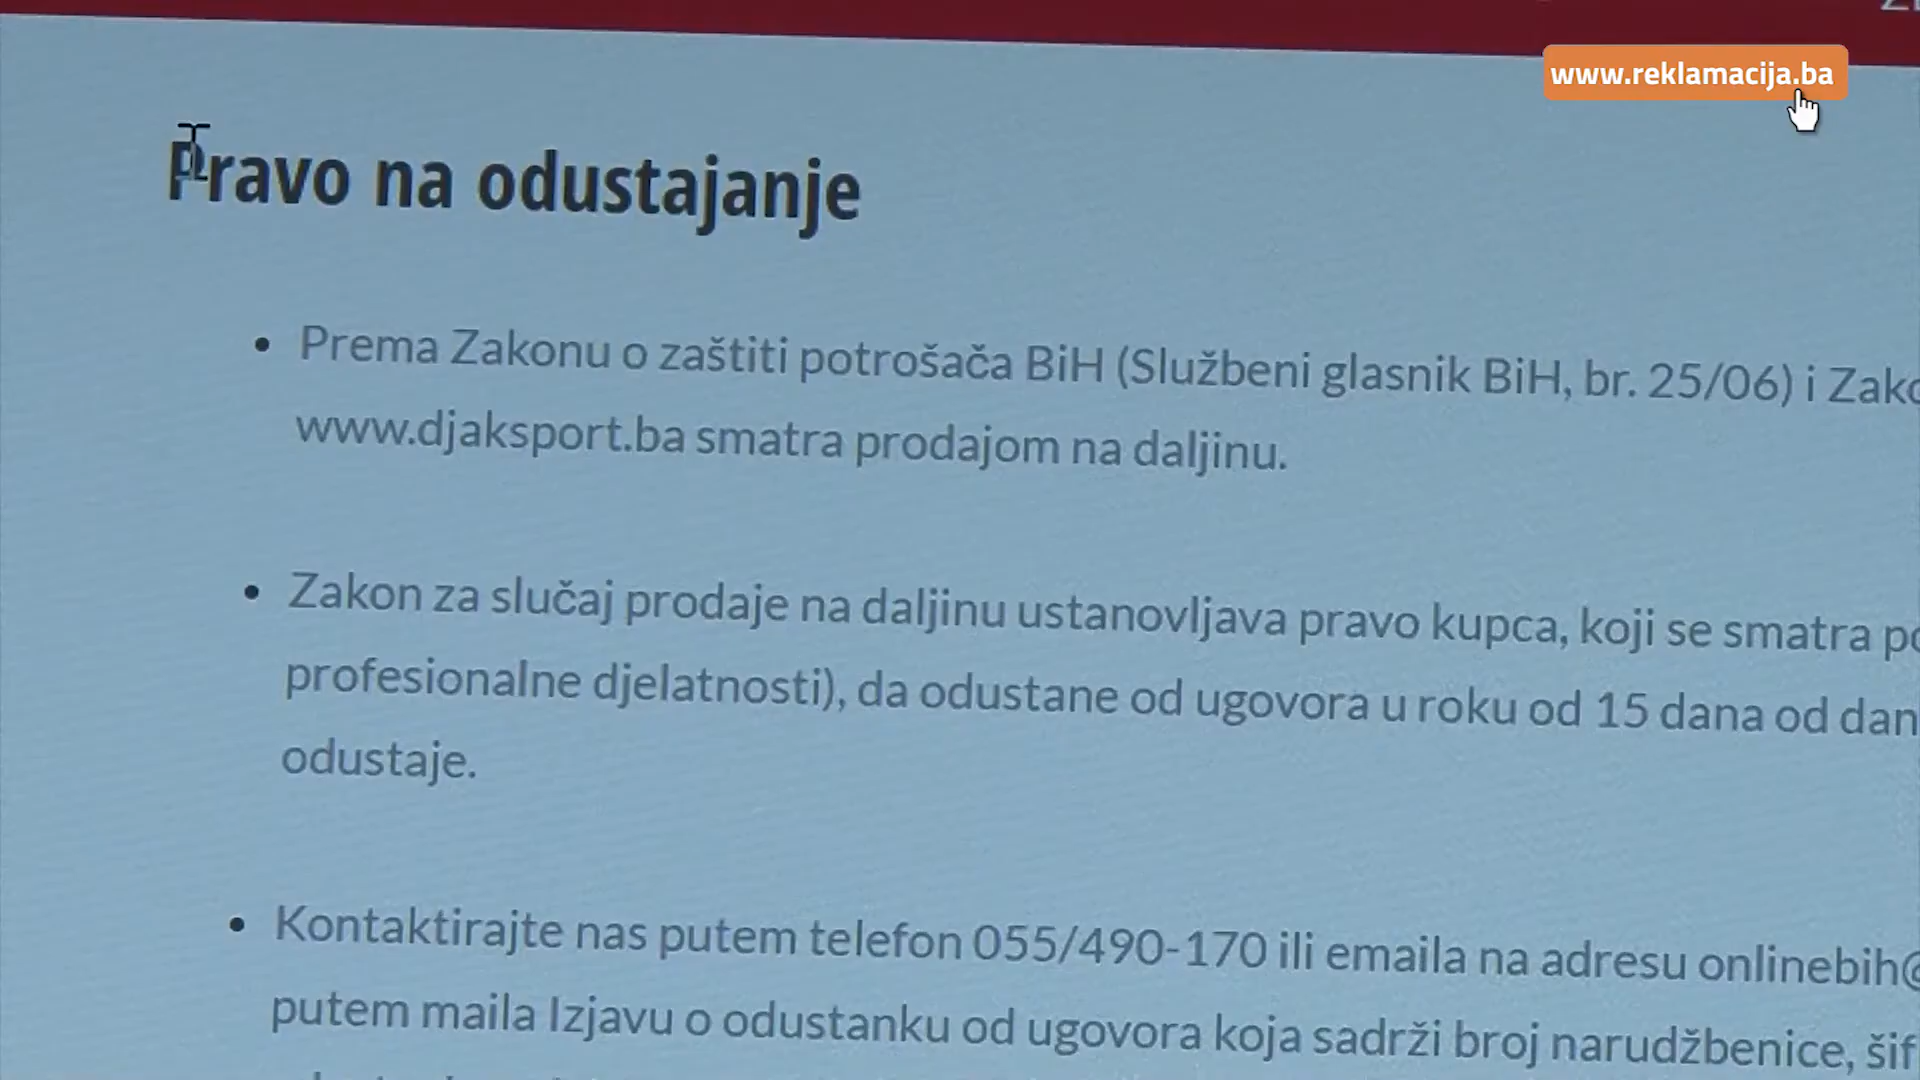 www.reklamacija.ba
Pravo na odustajanje
• Prema Zakonu o zaštiti potrošača BiH (Službeni glasnik BiH, br. 25/06) i
www.djaksport.ba smatra prodajom na daljinu.
• Zakon za slučaj prodaje na daljinu ustanovljava pravo kupca, koji se smatra
profesionalne djelatnosti), da odustane od ugovora u roku od 15 dana od
odustaje.
• Kontaktirajte nas putem telefon 055/490-170 ili emaila na adresu onlinebih@
putem maila Izjavu o odustanku od ugovora koja sadrži broj narudžbenice,